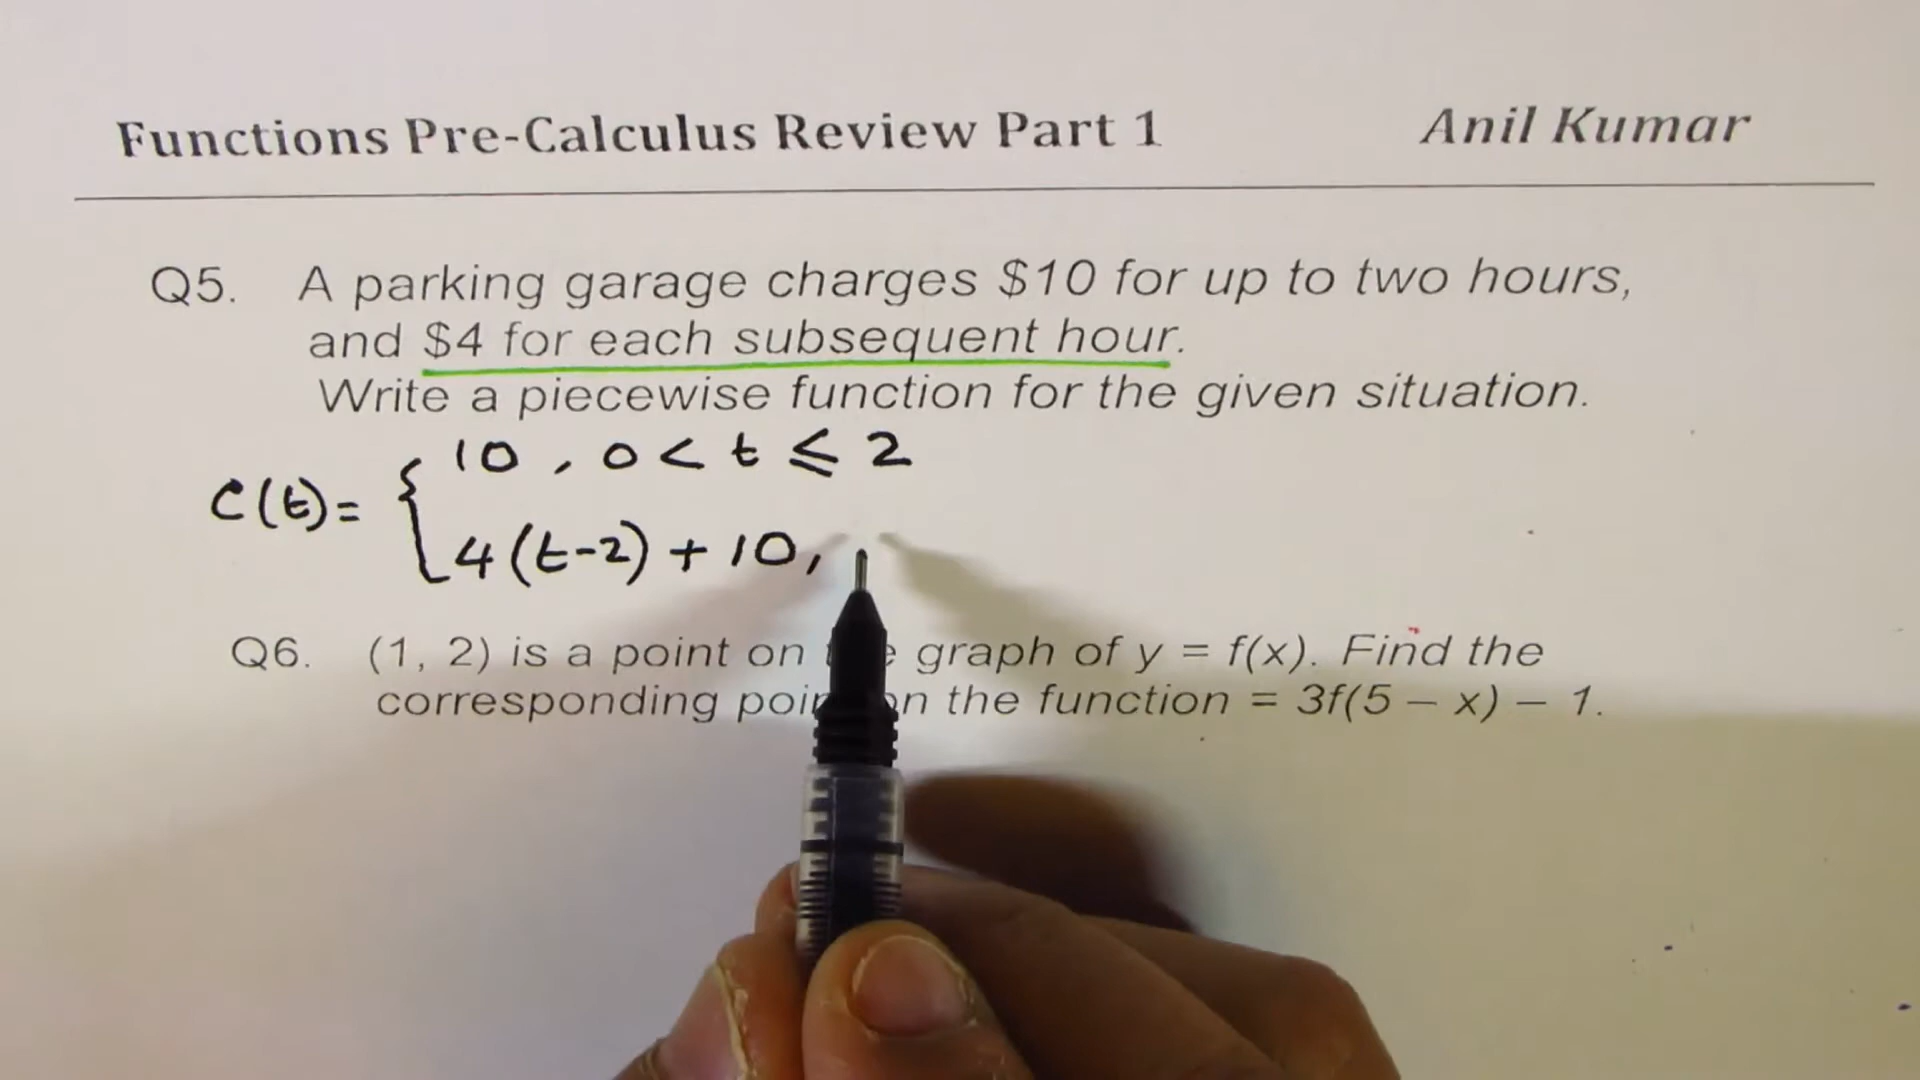 Functions Pre-Calculus Review Part 1 Anil Kumar
Q5. A parking garage charges $10 for up to two hours,
and $4 for each subsequent hour.
Write a piecewise function for the given situation.
10 , 0 < t ≤ 2
C(t) = {
4(t-2) + 10,
Q6. (1, 2) is a point on graph of y = f(x). Find the
corresponding the function = 3f(5 – x) – 1.